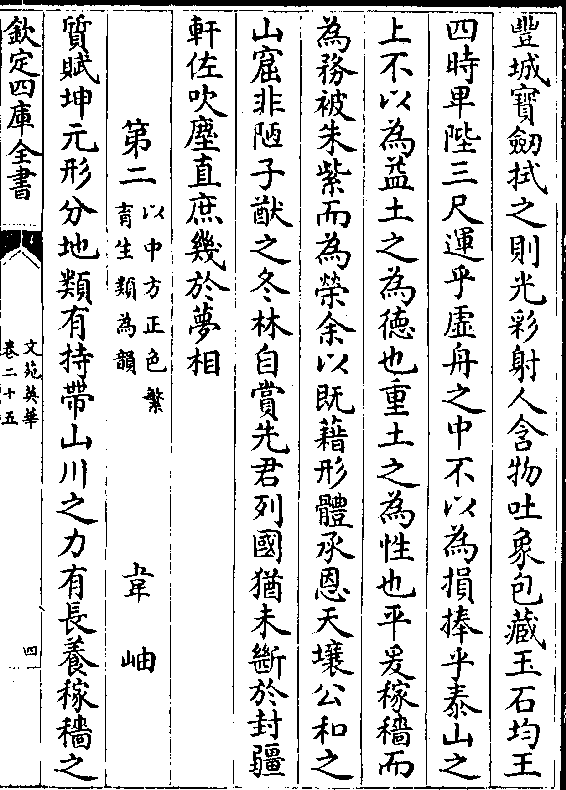 豐城寶劒拭之則光彩射人含物吐象包藏玉石均王
四時卑陛三尺運乎虛舟之中不以為損捧乎泰山之
上不以為益土之為德也重土之為性也平爰稼穡而
為務被朱紫而為榮余以既藉形體承恩天壤公和之
山窟非陋子猷之冬林自賞先君列國猶未斷於封疆
軒佐吹塵直庶幾於夢相
第二 以中方正色繁育生類為韻 韋岫
質賦坤元形分地類有持帶山川之力有長養稼穡之
欽定四庫全書
文苑英華
卷二十五
四